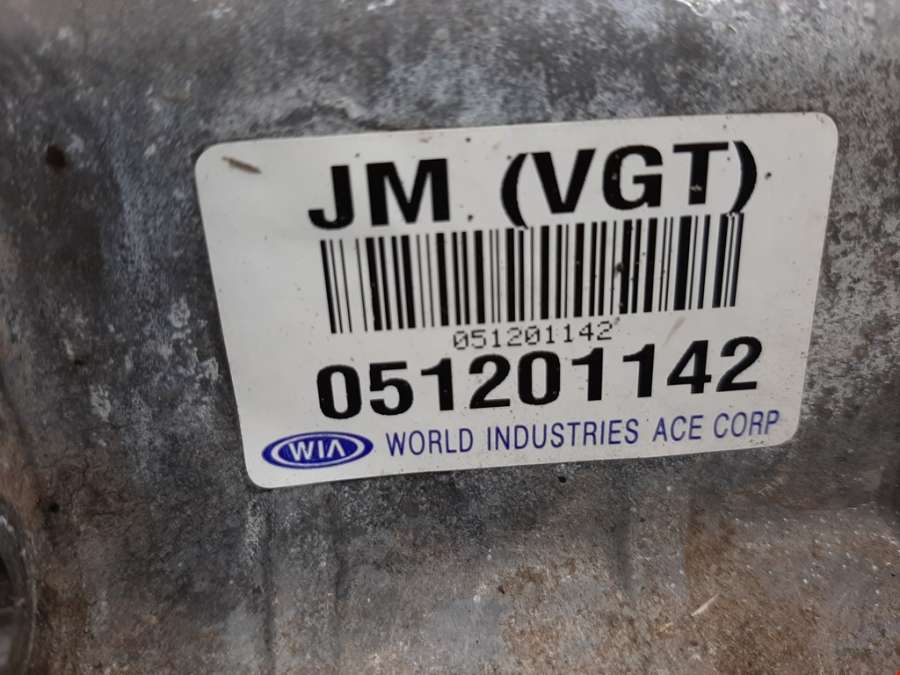 JM (VGT)
051201142
051201142
WIA WORLD INDUSTRIES ACE CORP